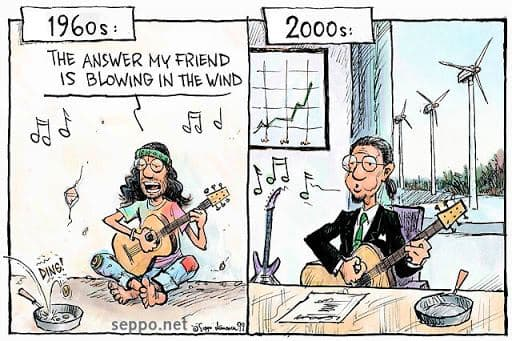 1960s:
THE ANSWER MY FRIEND
IS BLOWING IN THE WIND
DING!
seppo.net
2000s: